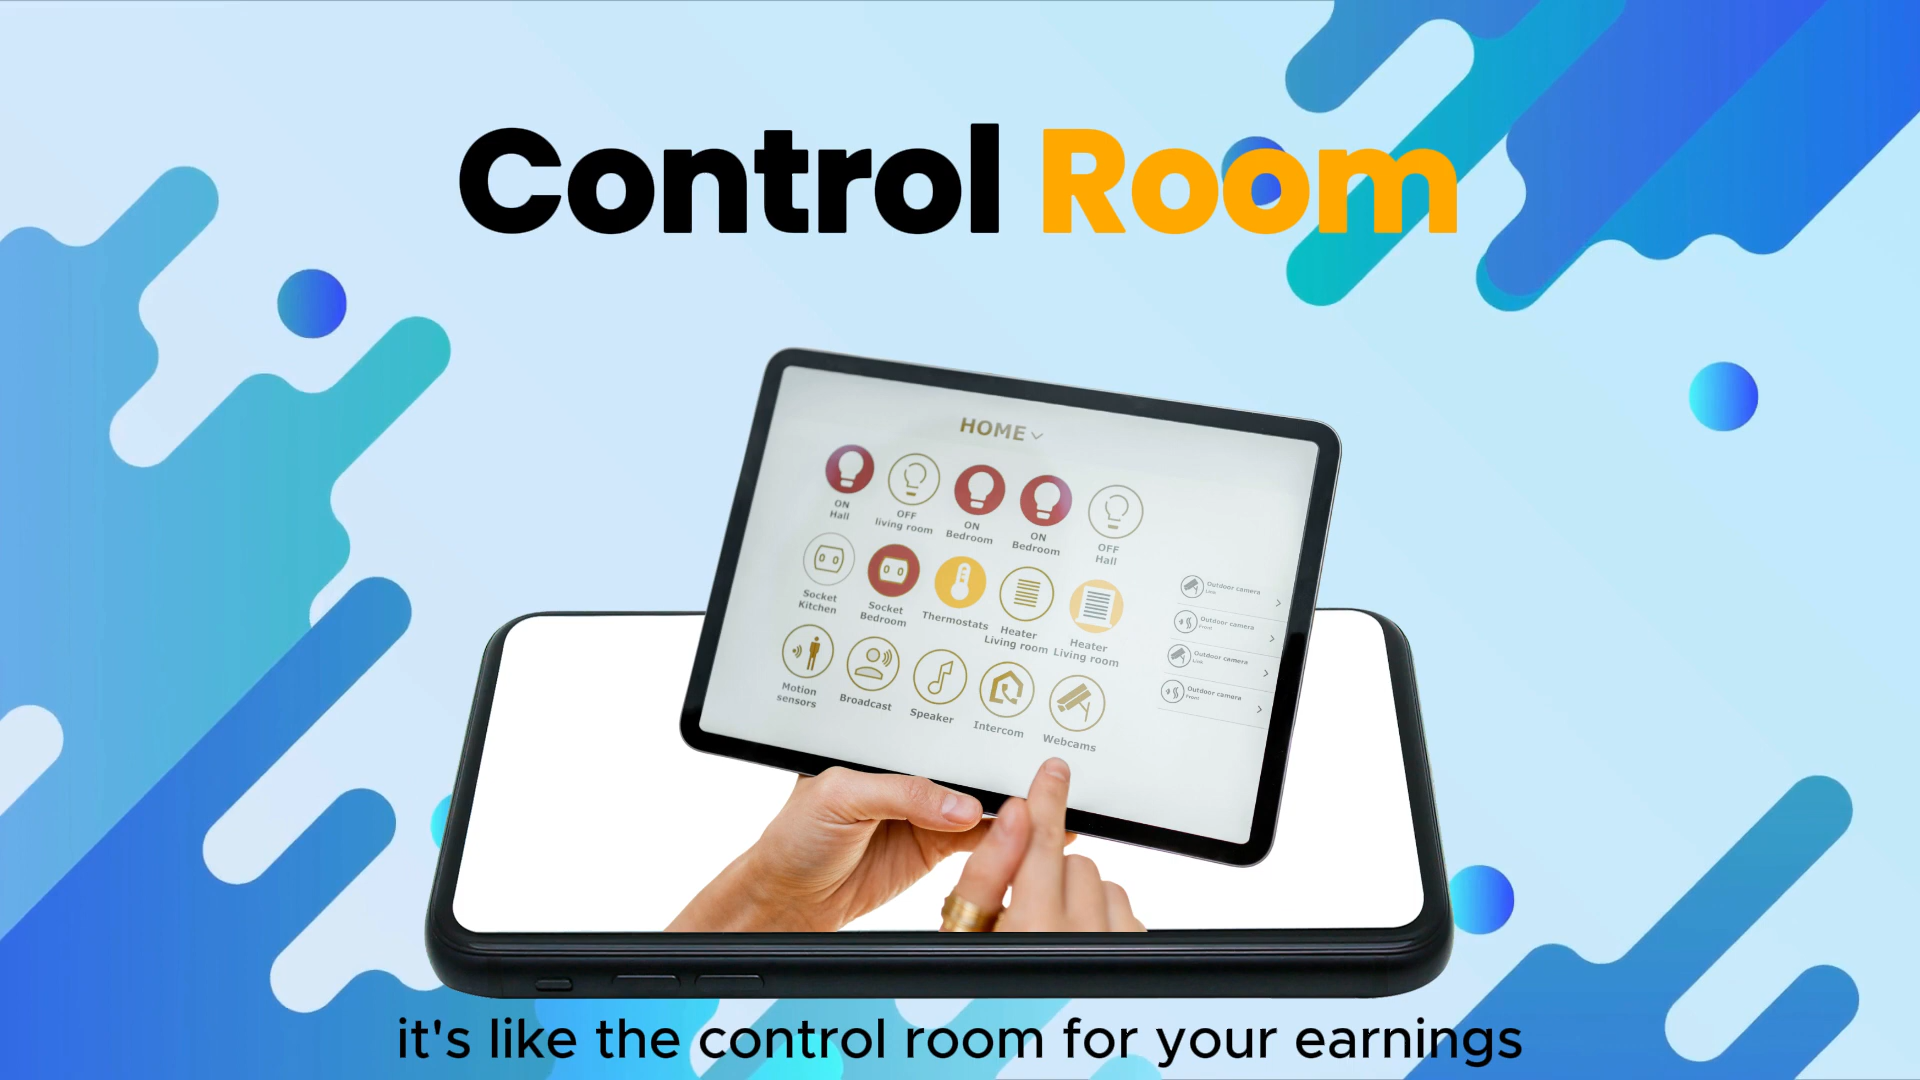 Control Room
HOME
ON
Hall
OFF
living room
ON
Bedroom
ON
Bedroom
OFF
Hall
Socket
Kitchen
Socket
Bedroom
Thermostats
Heater
Living room
Heater
Living room
Motion
sensors
Broadcast
Speaker
Intercom
Webcams
Outdoor camera
Outdoor camera
Front
Outdoor camera
Outdoor camera
Front
it's like the control room for your earnings